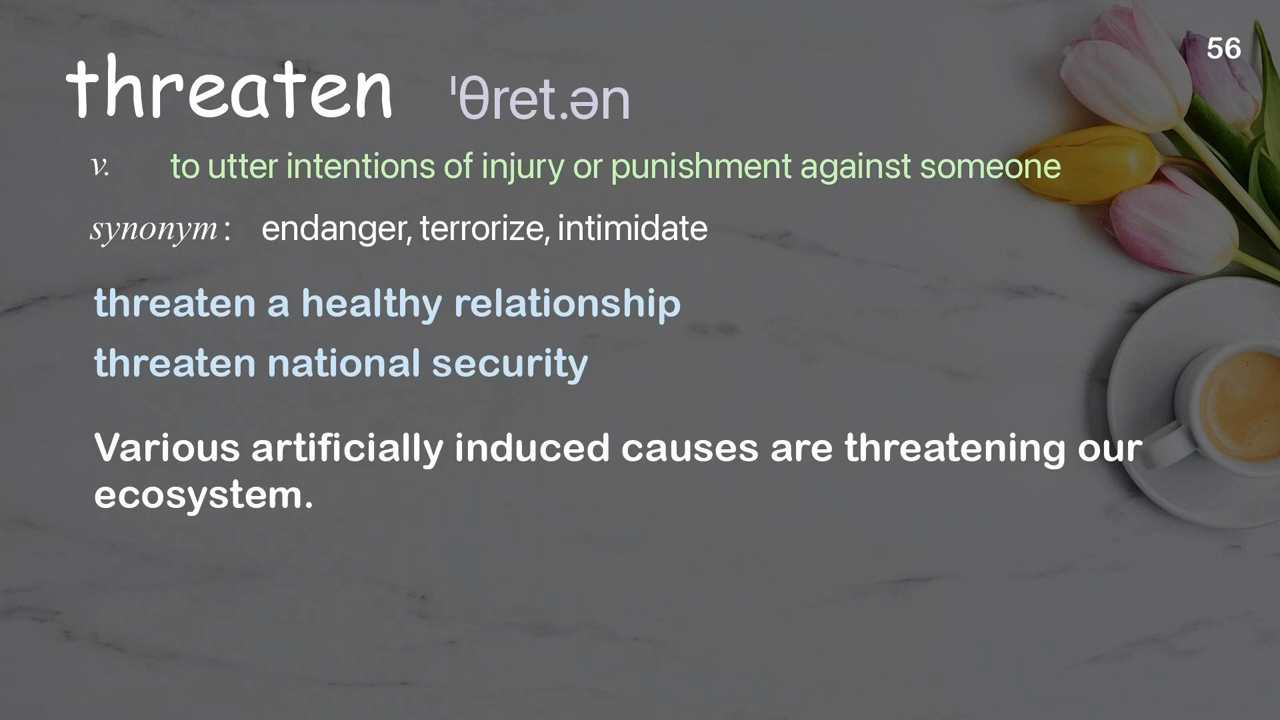 56
threaten ˈθret.ən
v. to utter intentions of injury or punishment against someone
synonym : endanger, terrorize, intimidate
threaten a healthy relationship
threaten national security
Various artificially induced causes are threatening our
ecosystem.